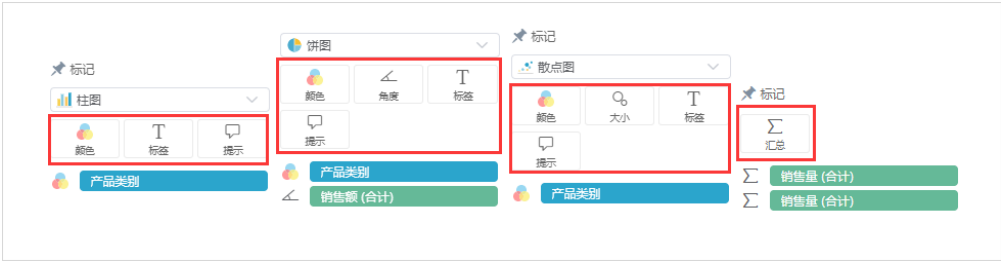 标记
柱图
颜色
标签
提示
产品类别
饼图
颜色
角度
标签
提示
产品类别
销售额 (合计)
标记
散点图
颜色
大小
标签
提示
产品类别
标记
汇总
销售量 (合计)
销售量 (合计)